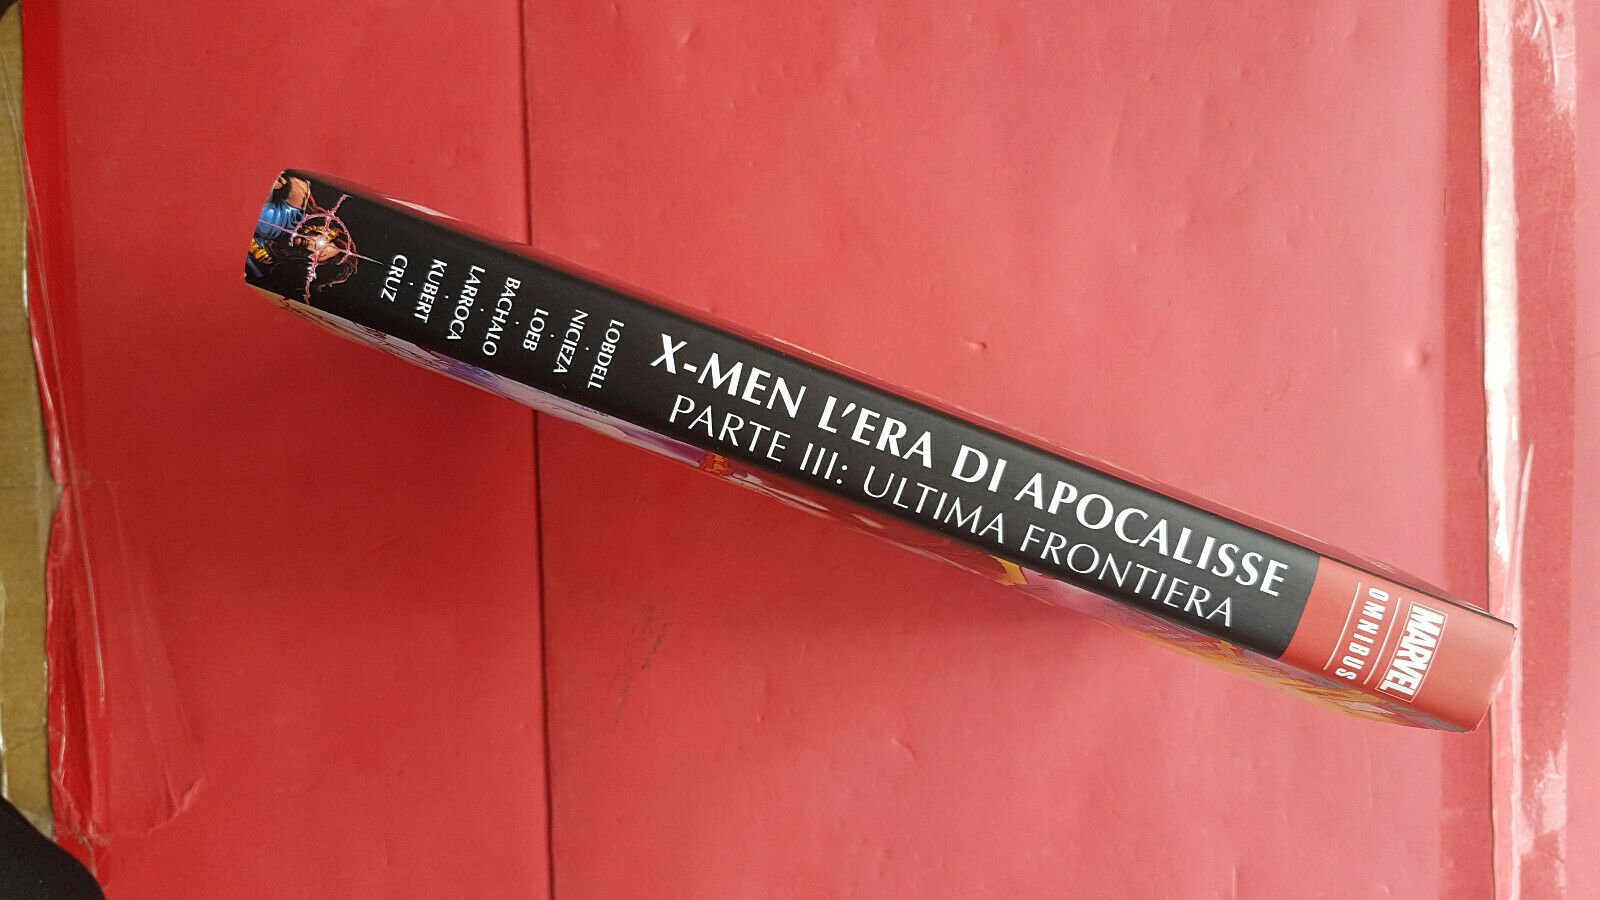 LOBDELL
·
NICIEZA
·
LOEB
·
BACHALO
·
LARROCA
·
KUBERT
·
CRUZ
X-MEN L'ERA DI APOCALISSE
PARTE III: ULTIMA FRONTIERA
MARVEL
OMNIBUS